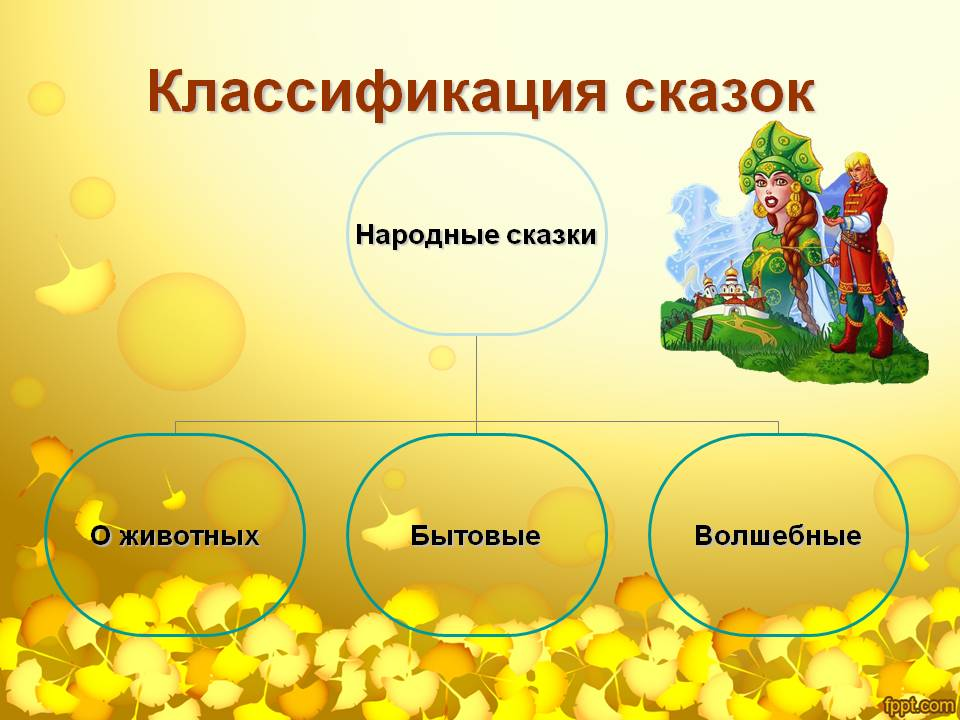 Классификация сказок
Народные сказки
О животных
Бытовые
Волшебные
fppt.com